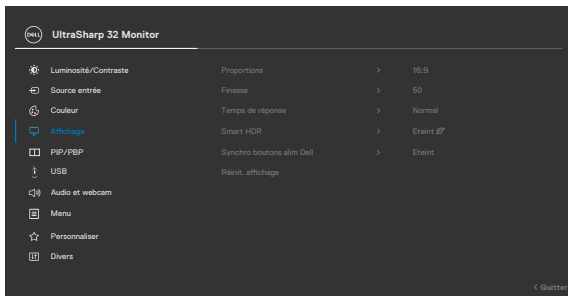 DELL UltraSharp 32 Monitor
Luminosité/Contraste Proportions > 16:9
Source entrée Finesse > 50
Couleur Temps de réponse > Normal
Affichage Smart HDR > Eteint
PIP/PBP Synchro boutons alim Dell > Eteint
USB Réinit. affichage
Audio et webcam
Menu
Personnaliser
Divers
< Quitter